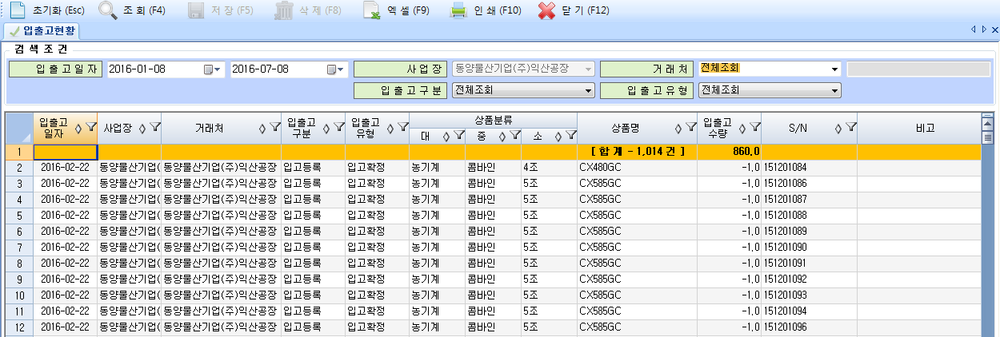 초기화 (Esc) 조 회 (F4) 저 장 (F5) 삭 제 (F8) 엑 셀 (F9) 인 쇄 (F10) 닫 기 (F12)
입출고현황
검 색 조 건
입 출 고 일 자 2016-01-08 2016-07-08 사 업 장 동양물산기업(주)익산공장 거 래 처 전체조회
입 출 고 구 분 전체조회 입 출 고 유 형 전체조회
입출고 일자 사업장 거래처 입출고 구분 입출고 유형 상품분류 상품명 입출고 수량 S/N 비고
대 중 소
1 [ 합 계 - 1,014 건 ] 860.0
2 2016-02-22 동양물산기업( 동양물산기업(주)익산공장 입고등록 입고확정 농기계 콤바인 4조 CX480GC -1.0 151201084
3 2016-02-22 동양물산기업( 동양물산기업(주)익산공장 입고등록 입고확정 농기계 콤바인 5조 CX585GC -1.0 151201086
4 2016-02-22 동양물산기업( 동양물산기업(주)익산공장 입고등록 입고확정 농기계 콤바인 5조 CX585GC -1.0 151201087
5 2016-02-22 동양물산기업( 동양물산기업(주)익산공장 입고등록 입고확정 농기계 콤바인 5조 CX585GC -1.0 151201088
6 2016-02-22 동양물산기업( 동양물산기업(주)익산공장 입고등록 입고확정 농기계 콤바인 5조 CX585GC -1.0 151201089
7 2016-02-22 동양물산기업( 동양물산기업(주)익산공장 입고등록 입고확정 농기계 콤바인 5조 CX585GC -1.0 151201090
8 2016-02-22 동양물산기업( 동양물산기업(주)익산공장 입고등록 입고확정 농기계 콤바인 5조 CX585GC -1.0 151201091
9 2016-02-22 동양물산기업( 동양물산기업(주)익산공장 입고등록 입고확정 농기계 콤바인 5조 CX585GC -1.0 151201092
10 2016-02-22 동양물산기업( 동양물산기업(주)익산공장 입고등록 입고확정 농기계 콤바인 5조 CX585GC -1.0 151201093
11 2016-02-22 동양물산기업( 동양물산기업(주)익산공장 입고등록 입고확정 농기계 콤바인 5조 CX585GC -1.0 151201094
12 2016-02-22 동양물산기업( 동양물산기업(주)익산공장 입고등록 입고확정 농기계 콤바인 5조 CX585GC -1.0 151201096